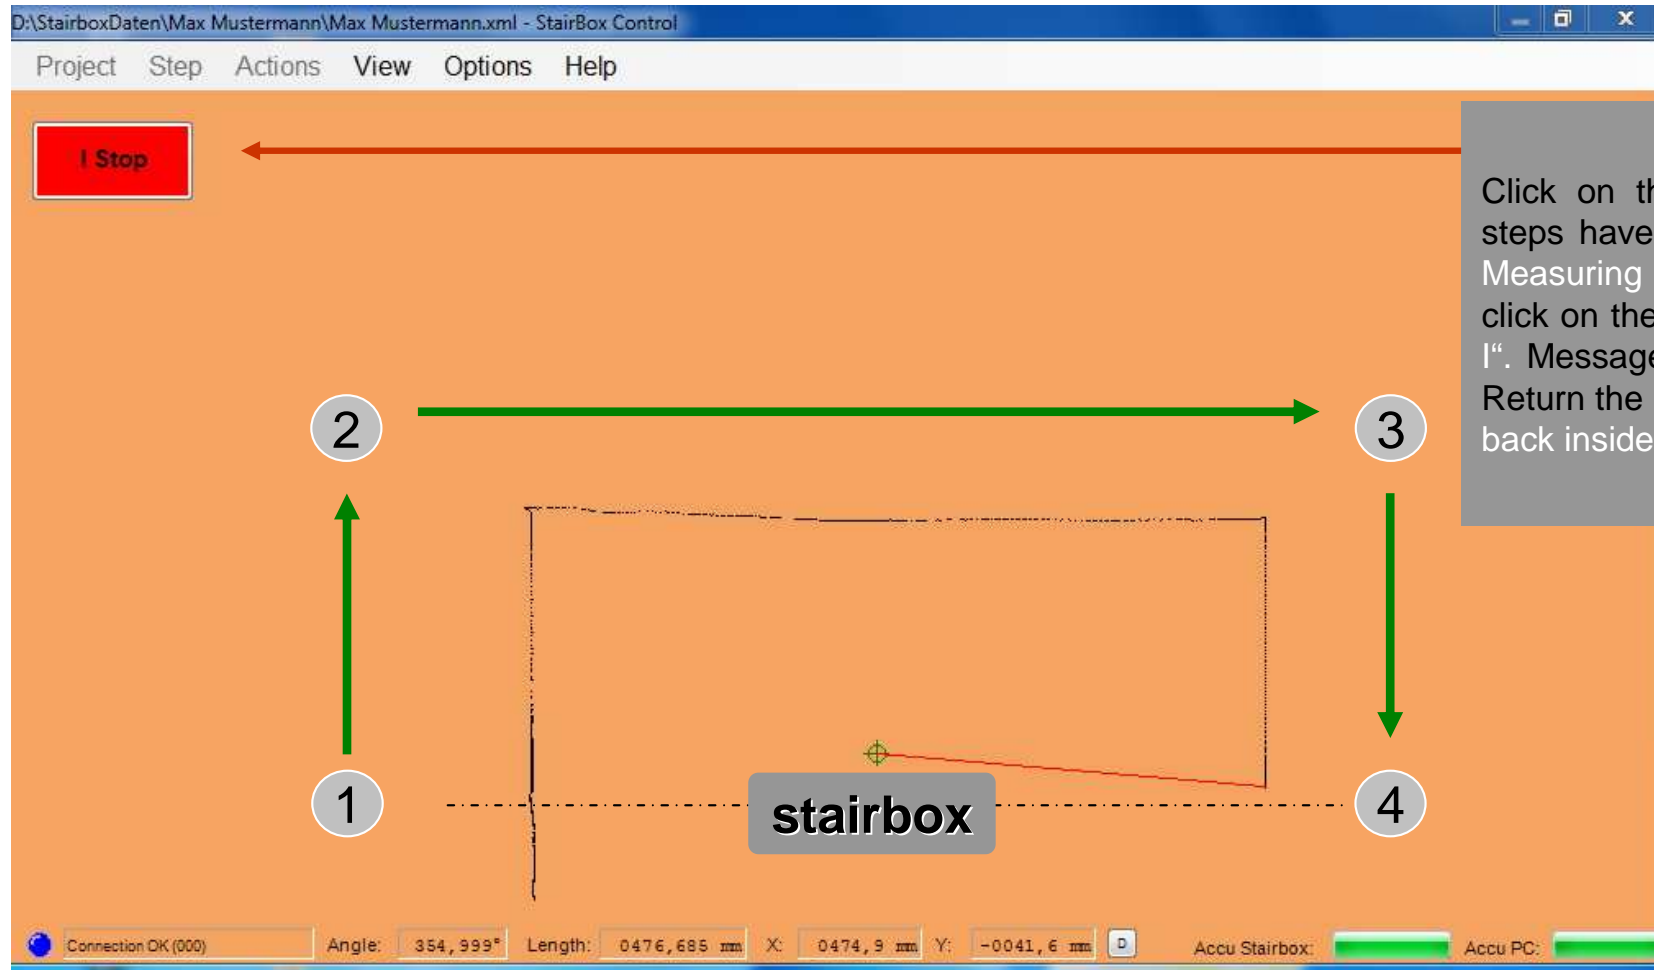 D:\StairboxDaten\Max Mustermann\Max Mustermann.xml - StairBox Control
Project Step Actions View Options Help
I Stop
Click on
steps have
Measuring
click on the
I“. Message
Return the
back inside
2
3
1
stairbox
4
Connection OK (000) Angle: 354,999° Length: 0476,685 mm X: 0474,9 mm Y: -0041,6 mm D Accu Stairbox: Accu PC: